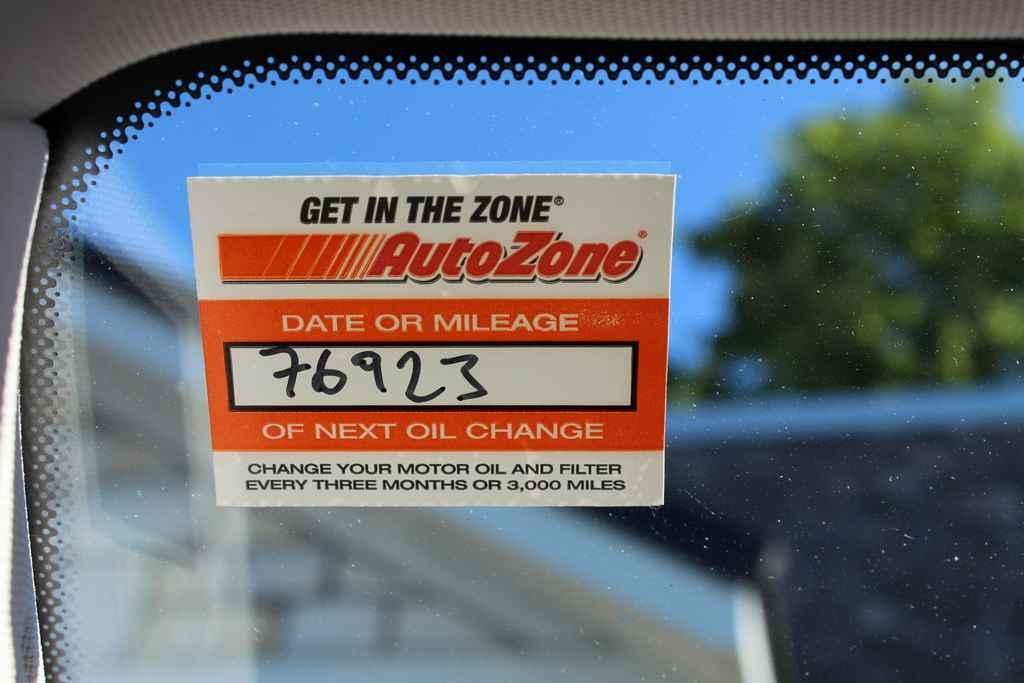 GET IN THE ZONE®
AutoZone®
DATE OR MILEAGE
76923
OF NEXT OIL CHANGE
CHANGE YOUR MOTOR OIL AND FILTER
EVERY THREE MONTHS OR 3,000 MILES